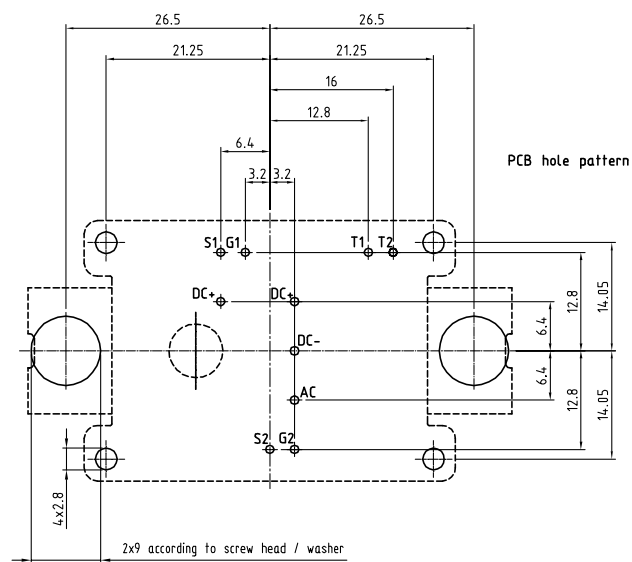 26.5 26.5
21.25 21.25
16
12.8
6.4
3.2 3.2
PCB hole pattern
S1 G1 T1 T2
DC+ DC+
DC-
AC
S2 G2
6.4 12.8 14.05
6.4 12.8 14.05
4x2.8
2x9 according to screw head / washer